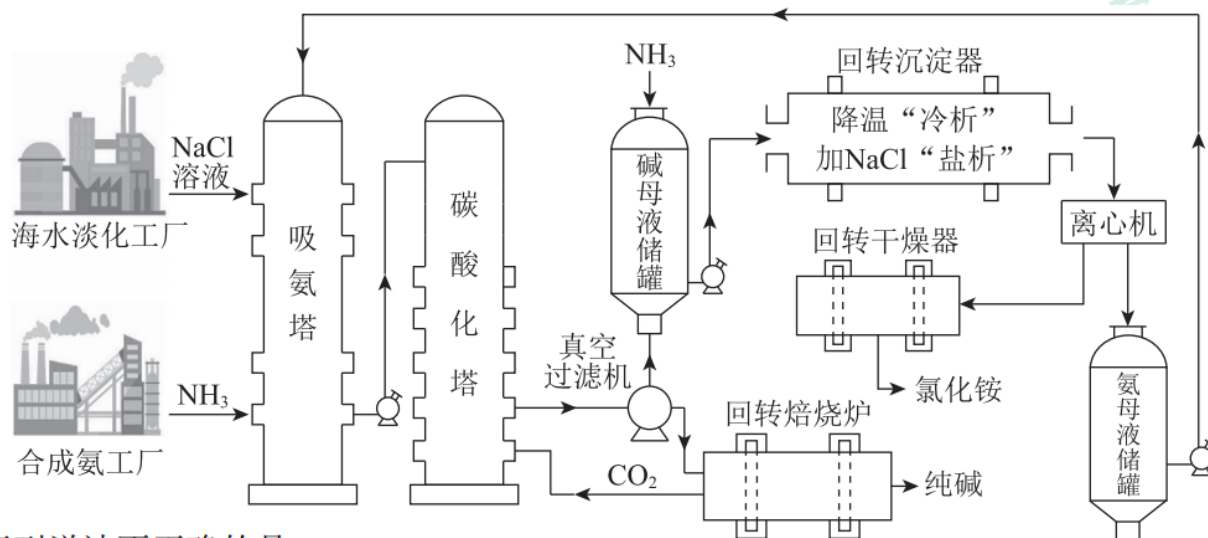 NaCl
溶液
海水淡化工厂
NH₃
合成氨工厂
吸氨塔
碳酸化塔
NH₃
碱母液储罐
真空
过滤机
CO₂
回转沉淀器
降温“冷析”
加NaCl“盐析”
离心机
回转干燥器
氯化铵
回转焙烧炉
纯碱
氨母液储罐